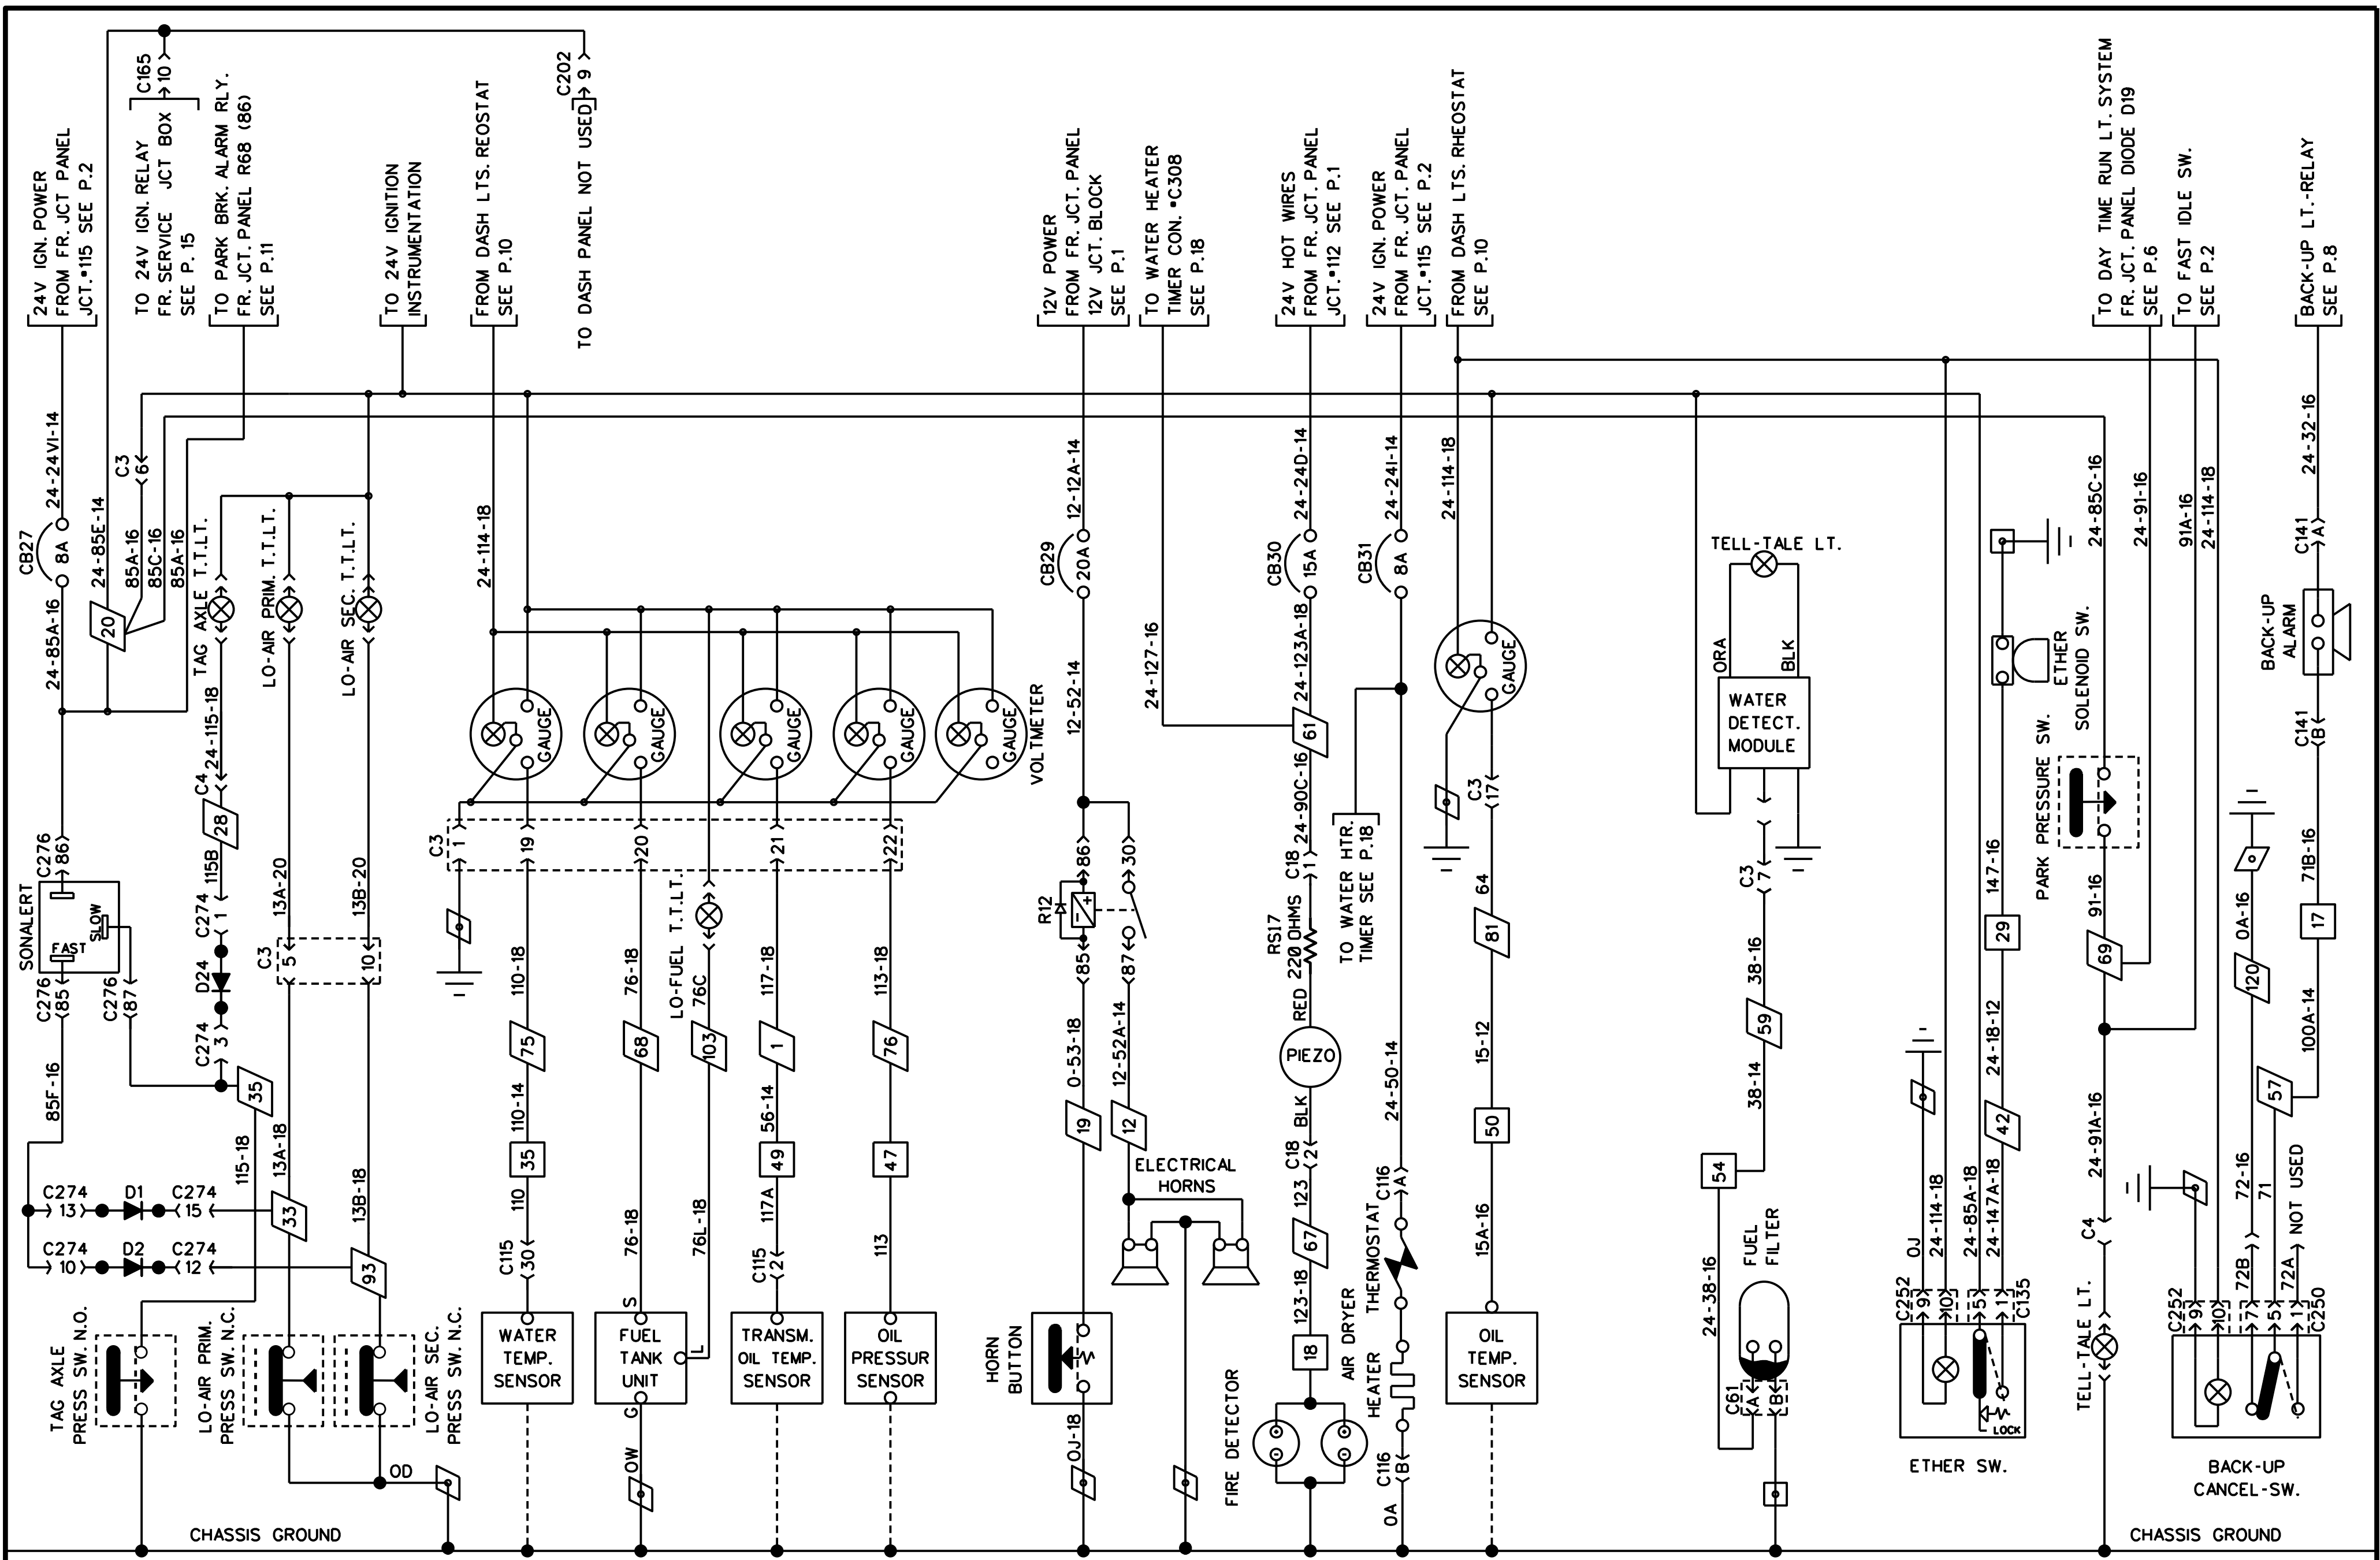 24V IGN. POWER
FROM FR. JCT PANEL
JCT.•115 SEE P.2
C165
10
TO 24V IGN. RELAY
FR. SERVICE JCT BOX
SEE P. 15
TO PARK BRK. ALARM RLY.
FR. JCT. PANEL R68 (86)
SEE P.11
TO 24V IGNITION
INSTRUMENTATION
FROM DASH LTS. REOSTAT
SEE P.10
C202
9
TO DASH PANEL NOT USED
12V POWER
FROM FR. JCT. PANEL
12V JCT. BLOCK
SEE P.1
TO WATER HEATER
TIMER CON. •C308
SEE P.18
24V HOT WIRES
FROM FR. JCT. PANEL
JCT.•112 SEE P.1
24V IGN. POWER
FROM FR. JCT. PANEL
JCT.•115 SEE P.2
FROM DASH LTS. RHEOSTAT
SEE P.10
TO DAY TIME RUN LT. SYSTEM
FR. JCT. PANEL DIODE D19
SEE P.6
TO FAST IDLE SW.
SEE P.2
BACK-UP LT.-RELAY
SEE P.8
24-24VI-14
CB27
8A
24-85A-16
24-85E-14
20
C3
6
85A-16
85C-16
85A-16
TAG AXLE T.T.LT.
LO-AIR PRIM. T.T.LT.
LO-AIR SEC. T.T.LT.
24-115-18
C4
28
115B
C274
1
D24
C274
3
35
13A-20
13B-20
C3
5
10
C276
86
SONALERT
FAST
SLOW
C276
85
C276
87
85F-16
115-18
13A-18
13B-18
C274
13
D1
C274
15
33
C274
10
D2
C274
12
93
TAG AXLE
PRESS SW. N.O.
LO-AIR PRIM.
PRESS SW. N.C.
LO-AIR SEC.
PRESS SW. N.C.
OD
CHASSIS GROUND
24-114-18
GAUGE
GAUGE
GAUGE
GAUGE
GAUGE
VOLTMETER
C3
1
19
20
21
22
LO-FUEL T.T.LT.
110-18
76-18
76C
117-18
113-18
75
68
103
1
76
110-14
56-14
35
49
47
110
76-18
76L-18
117A
113
C115
30
C115
2
WATER
TEMP.
SENSOR
S
FUEL
TANK
UNIT
L
G
OW
TRANSM.
OIL TEMP.
SENSOR
OIL
PRESSUR
SENSOR
12-12A-14
CB29
20A
12-52-14
86
30
R12
85
87
0-53-18
12-52A-14
19
12
ELECTRICAL
HORNS
HORN
BUTTON
OJ-18
24-127-16
24-24D-14
CB30
15A
24-123A-18
61
24-90C-16
C18
1
RS17
220 OHMS
RED
PIEZO
BLK
C18
2
123
67
123-18
18
FIRE DETECTOR
24-24I-14
CB31
8A
TO WATER HTR.
TIMER SEE P.18
24-50-14
C116
A
THERMOSTAT
AIR DRYER
HEATER
C116
B
OA
24-114-18
GAUGE
C3
17
64
81
15-12
50
15A-16
OIL
TEMP.
SENSOR
TELL-TALE LT.
ORA
BLK
WATER
DETECT.
MODULE
C3
7
38-16
59
38-14
54
24-38-16
FUEL
FILTER
C61
A
B
ETHER
SOLENOID SW.
147-16
29
24-18-12
42
OJ
24-114-18
24-85A-18
24-147A-18
C252
9
10
5
1
C135
LOCK
ETHER SW.
24-85C-16
24-91-16
91A-16
24-114-18
PARK PRESSURE SW.
91-16
69
24-91A-16
C4
TELL-TALE LT.
24-32-16
C141
A
BACK-UP
ALARM
C141
B
71B-16
17
100A-14
0A-16
120
57
72-16
71
NOT USED
72B
72A
C252
9
10
7
5
1
C250
BACK-UP
CANCEL-SW.
CHASSIS GROUND